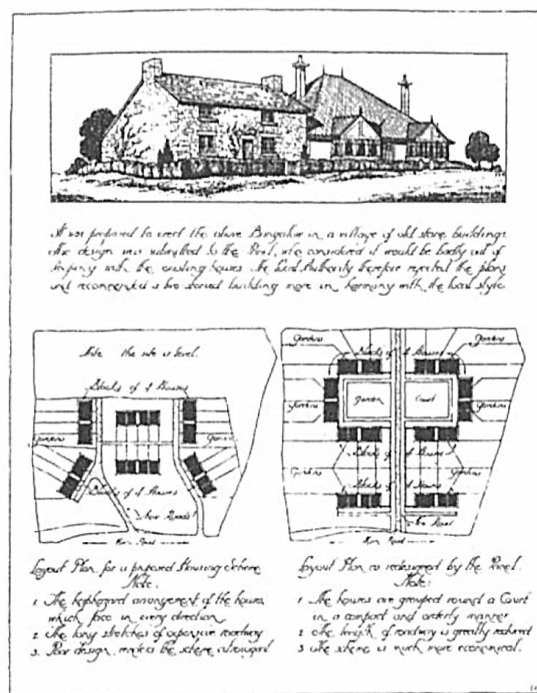 It was proposed to erect the above Bungalow in a village of old stone buildings
The design was submitted to the Panel, who considered it would be badly out of
harmony with the existing houses The Local Authority therefore rejected the plans
and recommended a two storied building more in harmony with the local style
Note the site is level.
Blocks of 4 Houses
Gardens
Gardens
Blocks of 4 Houses
New Roads
Main Road
Layout Plan for a proposed Housing Scheme
Note.
1 The haphazard arrangement of the houses,
which face in every direction
2 The long stretches of expensive roadway
3. Poor design makes the scheme
Gardens
Blocks of 4 Houses
Gardens
Gardens
Garden Court
Gardens
Blocks of 4 Houses
Gardens
Gardens
Blocks of 4 Houses
New Road
Main Road
Layout Plan as redesigned by the Panel.
Note:
1 The houses are grouped round a Court
in a compact and orderly manner
2 The length of roadway is greatly reduced
3 The scheme is much more economical.